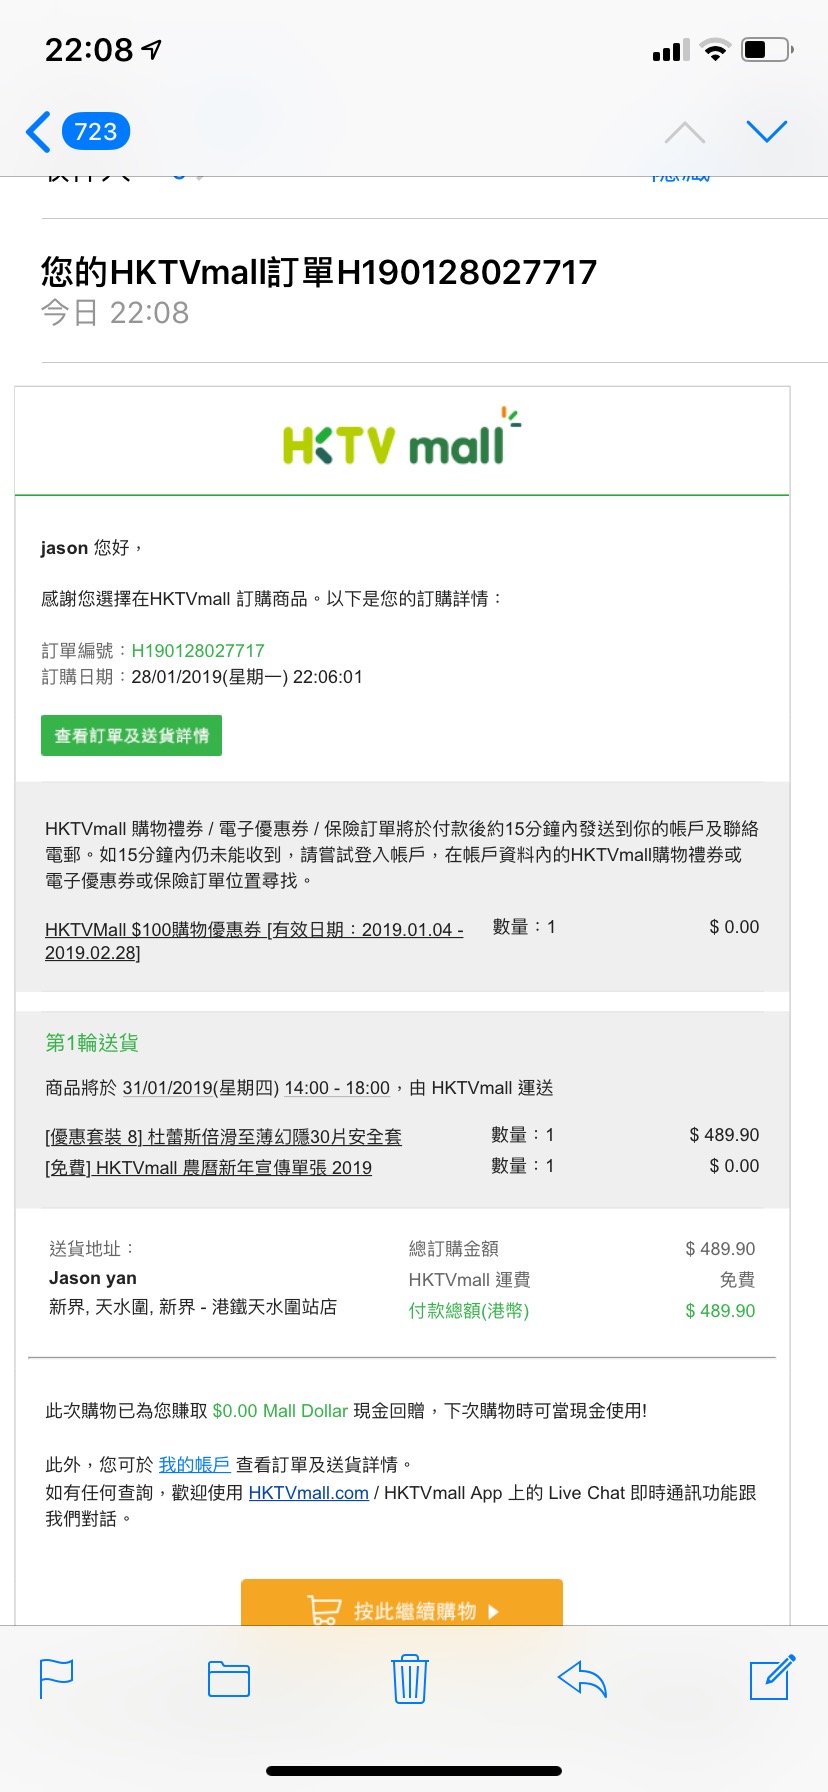 22:08
723
您的HKTVmall訂單H190128027717
今日 22:08
HKTV mall
jason 您好，
感謝您選擇在HKTVmall 訂購商品。以下是您的訂購詳情：
訂單編號：H190128027717
訂購日期：28/01/2019(星期一) 22:06:01
查看訂單及送貨詳情
HKTVmall 購物禮券 / 電子優惠券 / 保險訂單將於付款後約15分鐘內發送到你的帳戶及聯絡
電郵。如15分鐘內仍未能收到，請嘗試登入帳戶，在帳戶資料內的HKTVmall購物禮券或
電子優惠券或保險訂單位置尋找。
HKTVMall $100購物優惠券 [有效日期：2019.01.04 - 數量：1 $ 0.00
2019.02.28]
第1輪送貨
商品將於 31/01/2019(星期四) 14:00 - 18:00，由 HKTVmall 運送
[優惠套裝 8] 杜蕾斯倍滑至薄幻隱30片安全套 數量：1 $ 489.90
[免費] HKTVmall 農曆新年宣傳單張 2019 數量：1 $ 0.00
送貨地址： 總訂購金額 $ 489.90
Jason yan HKTVmall 運費 免費
新界, 天水圍, 新界 - 港鐵天水圍站店 付款總額(港幣) $ 489.90
此次購物已為您賺取 $0.00 Mall Dollar 現金回贈，下次購物時可當現金使用!
此外，您可於 我的帳戶 查看訂單及送貨詳情。
如有任何查詢，歡迎使用 HKTVmall.com / HKTVmall App 上的 Live Chat 即時通訊功能跟
我們對話。
按此繼續購物